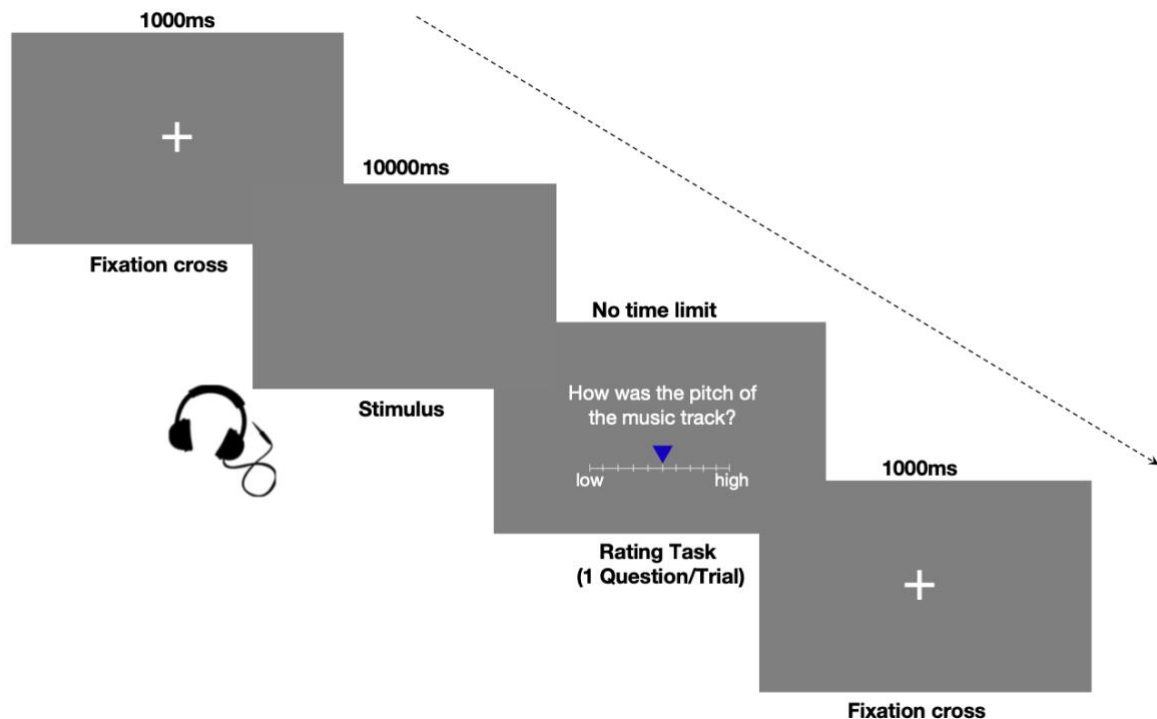 1000ms
Fixation cross
10000ms
Stimulus
No time limit
How was the pitch of
the music track?
low high
Rating Task
(1 Question/Trial)
1000ms
Fixation cross